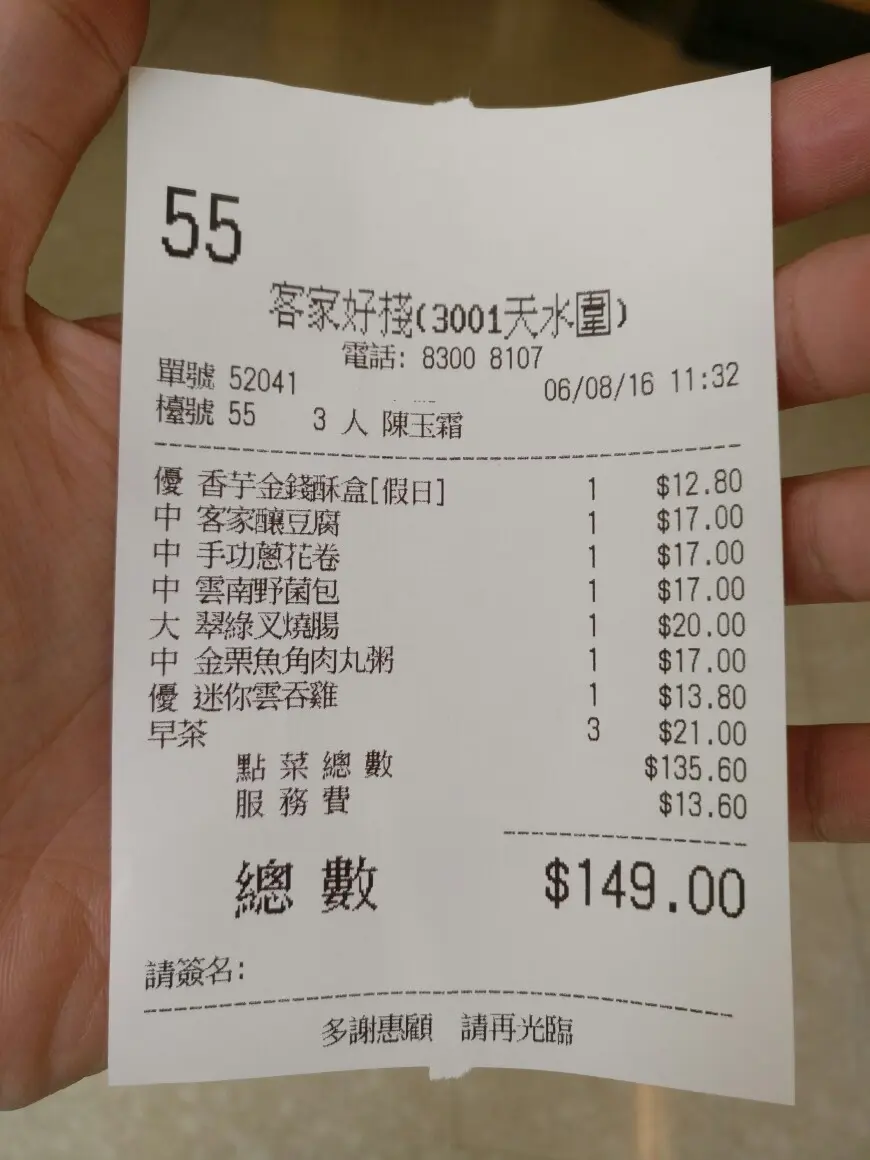 55
客家好棧(3001天水圍)
電話: 8300 8107
單號 52041 06/08/16 11:32
檯號 55 3 人 陳玉霜
優 香芋金錢酥盒[假日] 1 $12.80
中 客家釀豆腐 1 $17.00
中 手功蔥花卷 1 $17.00
中 雲南野菌包 1 $17.00
大 翠綠叉燒腸 1 $20.00
中 金栗魚角肉丸粥 1 $17.00
優 迷你雲吞雞 1 $13.80
早茶 3 $21.00
點菜總數 $135.60
服務費 $13.60
總數 $149.00
請簽名:
多謝惠顧 請再光臨